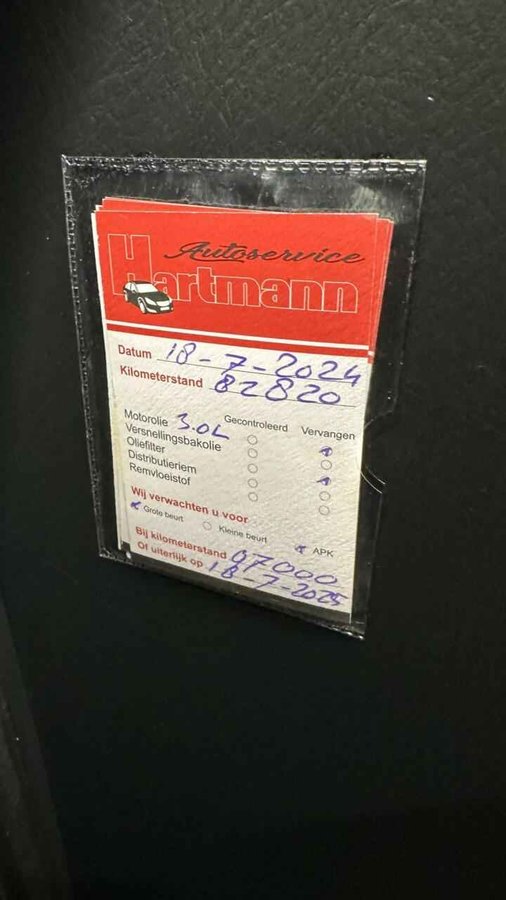 Autoservice
Hartmann
Datum 18-7-2024
Kilometerstand 82820
Gecontroleerd Vervangen
Motorolie 3.0L
Versnellingsbakolie
Oliefilter
Distributieriem
Remvloeistof
Wij verwachten u voor
Grote beurt Kleine beurt APK
Bij kilometerstand 97000
Of uiterlijk op 18-7-2025